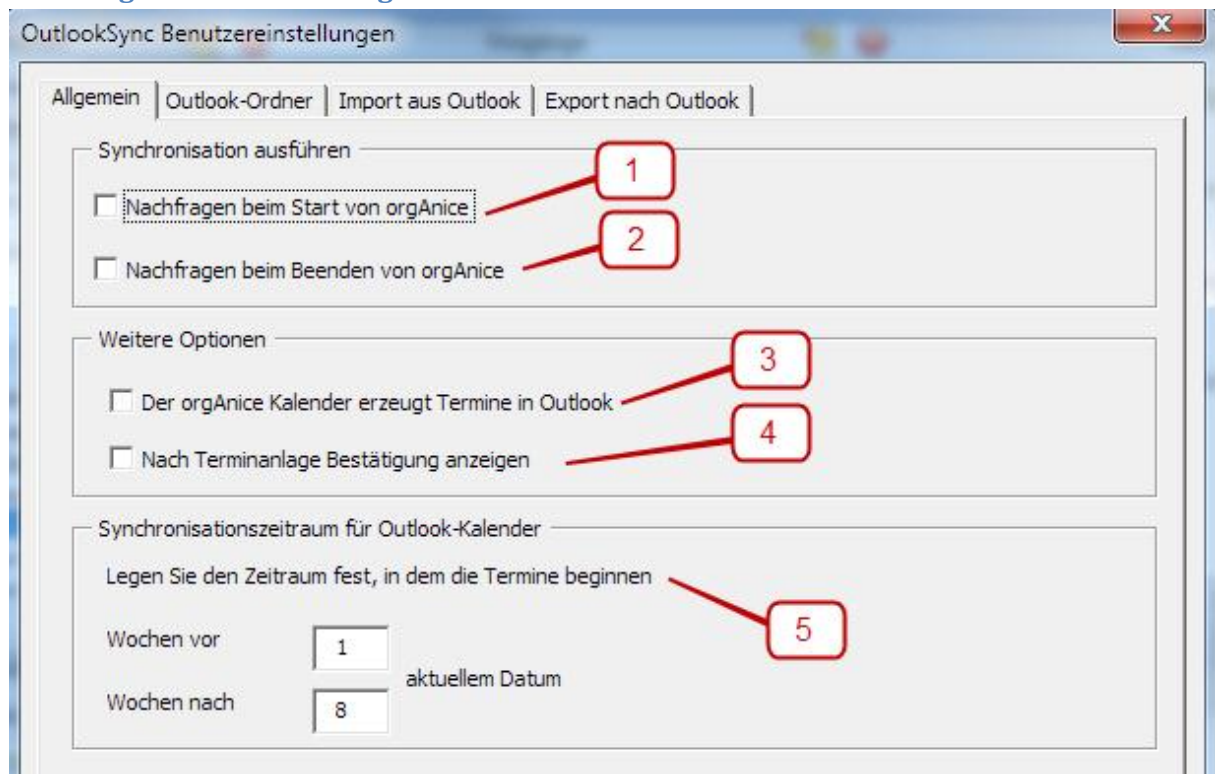 OutlookSync Benutzereinstellungen
Allgemein Outlook-Ordner Import aus Outlook Export nach Outlook
Synchronisation ausführen
1
Nachfragen beim Start von orgAnice
2
Nachfragen beim Beenden von orgAnice
Weitere Optionen
3
Der orgAnice Kalender erzeugt Termine in Outlook
4
Nach Terminanlage Bestätigung anzeigen
Synchronisationszeitraum für Outlook-Kalender
Legen Sie den Zeitraum fest, in dem die Termine beginnen
5
Wochen vor 1
aktuellem Datum
Wochen nach 8